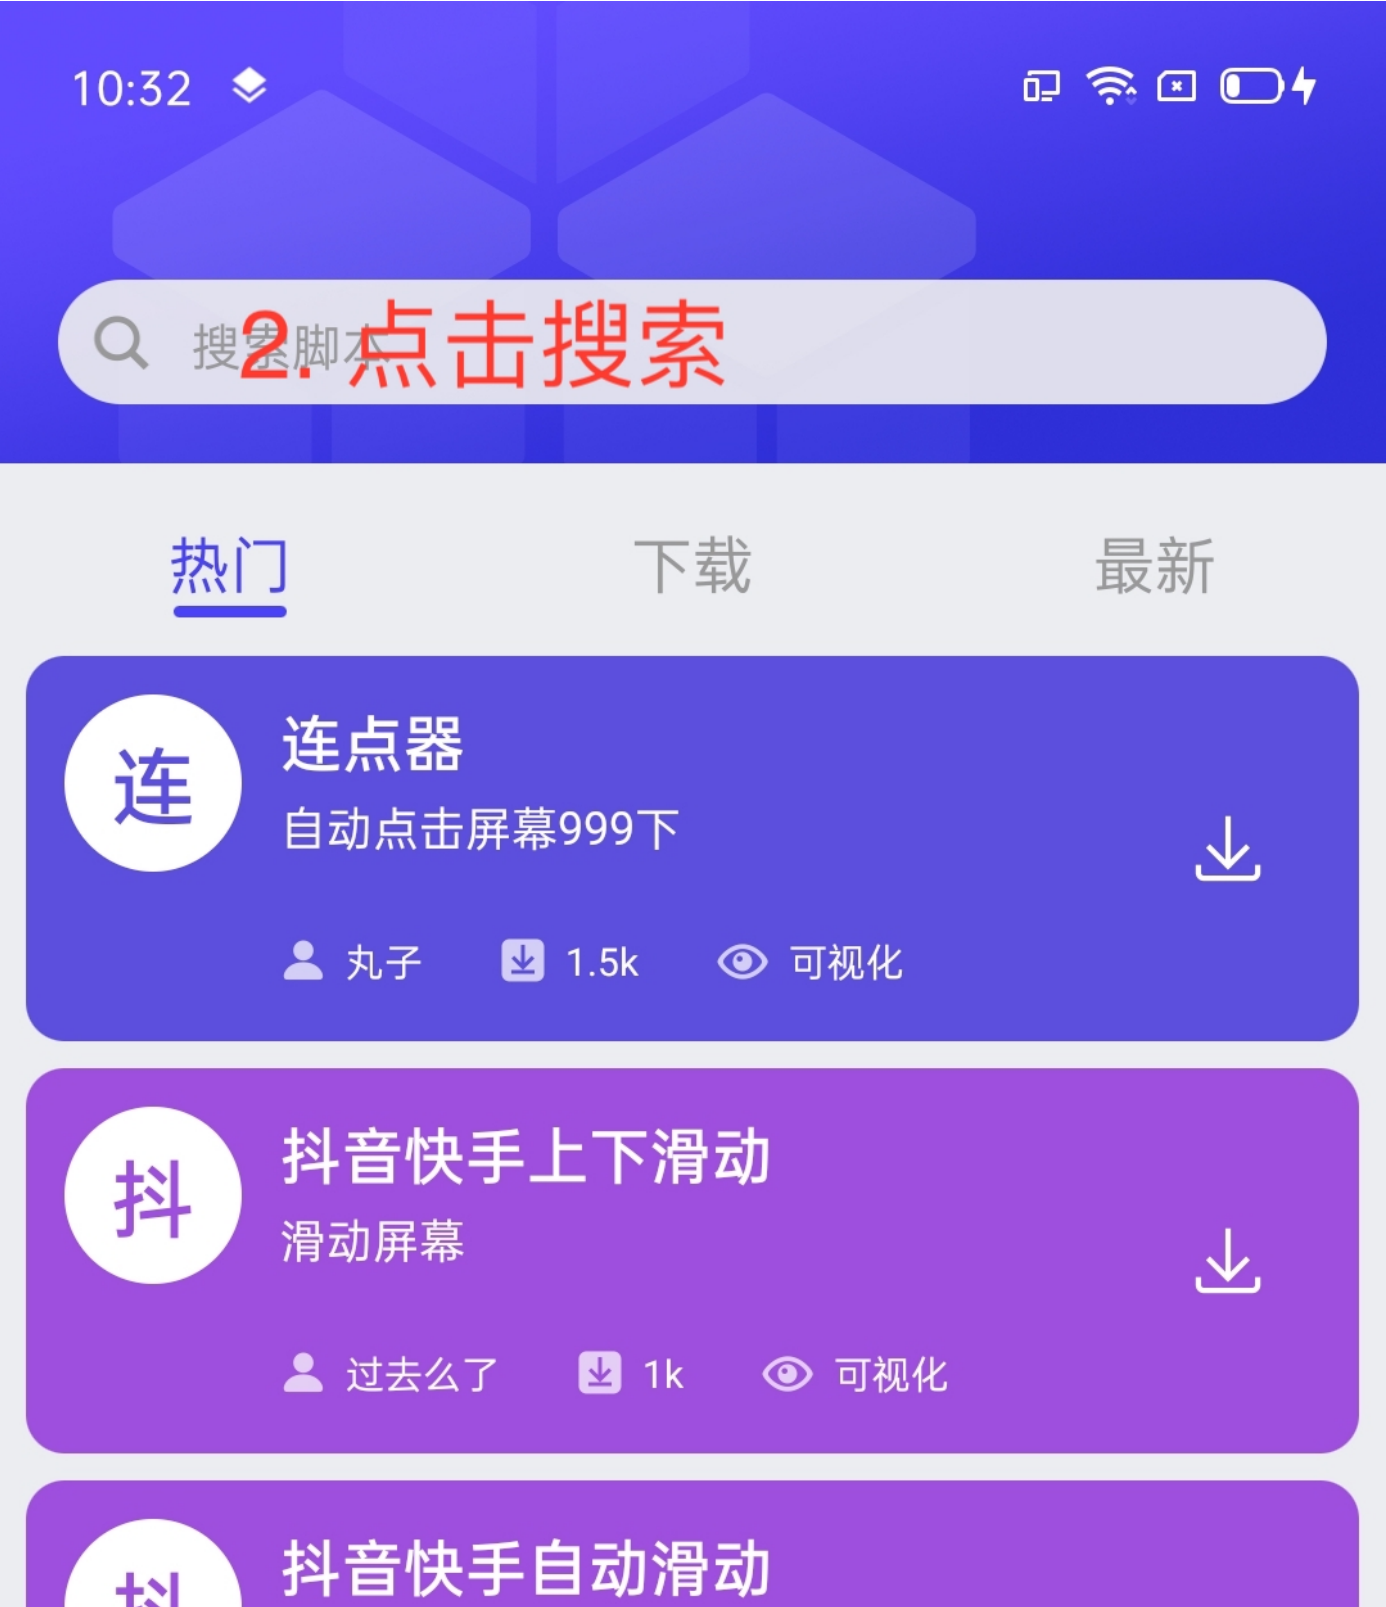 10:32
搜索脚本
2. 点击搜索
热门
下载
最新
连
连点器
自动点击屏幕999下
丸子
1.5k
可视化
抖
抖音快手上下滑动
滑动屏幕
过去么了
1k
可视化
抖
抖音快手自动滑动